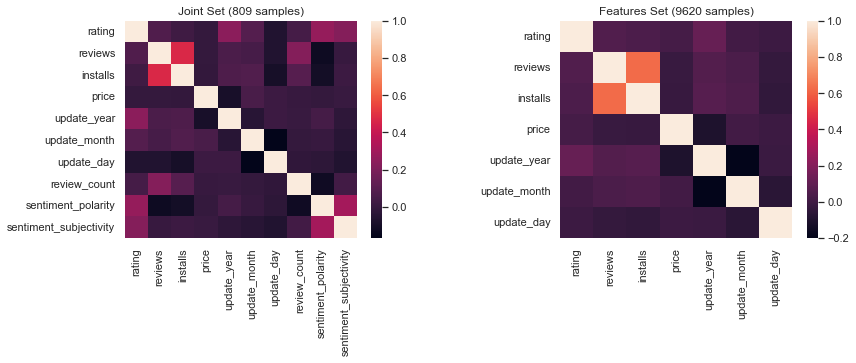 Joint Set (809 samples)
rating
reviews
installs
price
update_year
update_month
update_day
review_count
sentiment_polarity
sentiment_subjectivity
rating
reviews
installs
price
update_year
update_month
update_day
review_count
sentiment_polarity
sentiment_subjectivity
1.0
0.8
0.6
0.4
0.2
0.0
Features Set (9620 samples)
rating
reviews
installs
price
update_year
update_month
update_day
rating
reviews
installs
price
update_year
update_month
update_day
1.0
0.8
0.6
0.4
0.2
0.0
−0.2